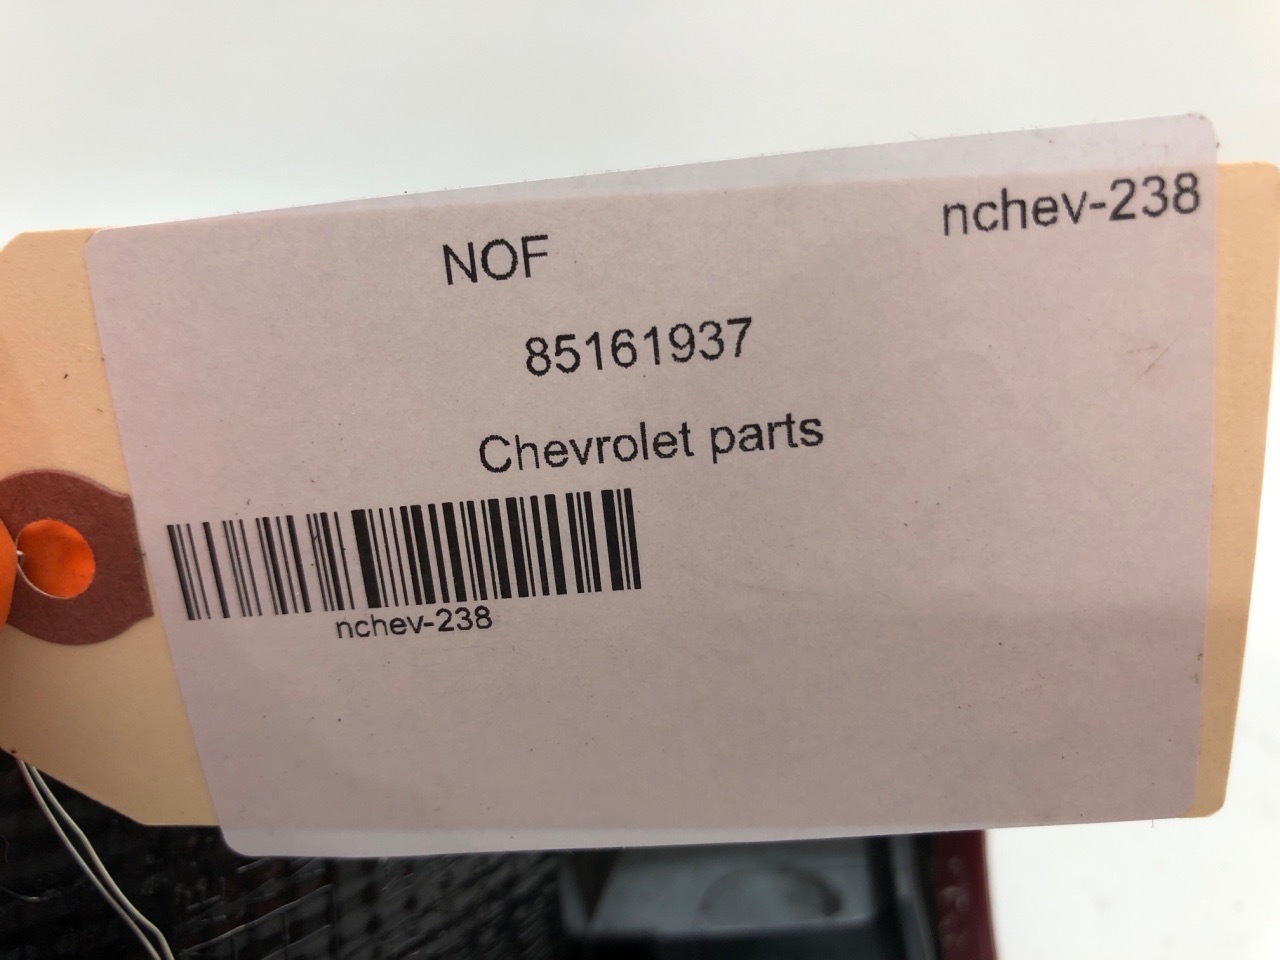 nchev-238
NOF
85161937
Chevrolet parts
nchev-238